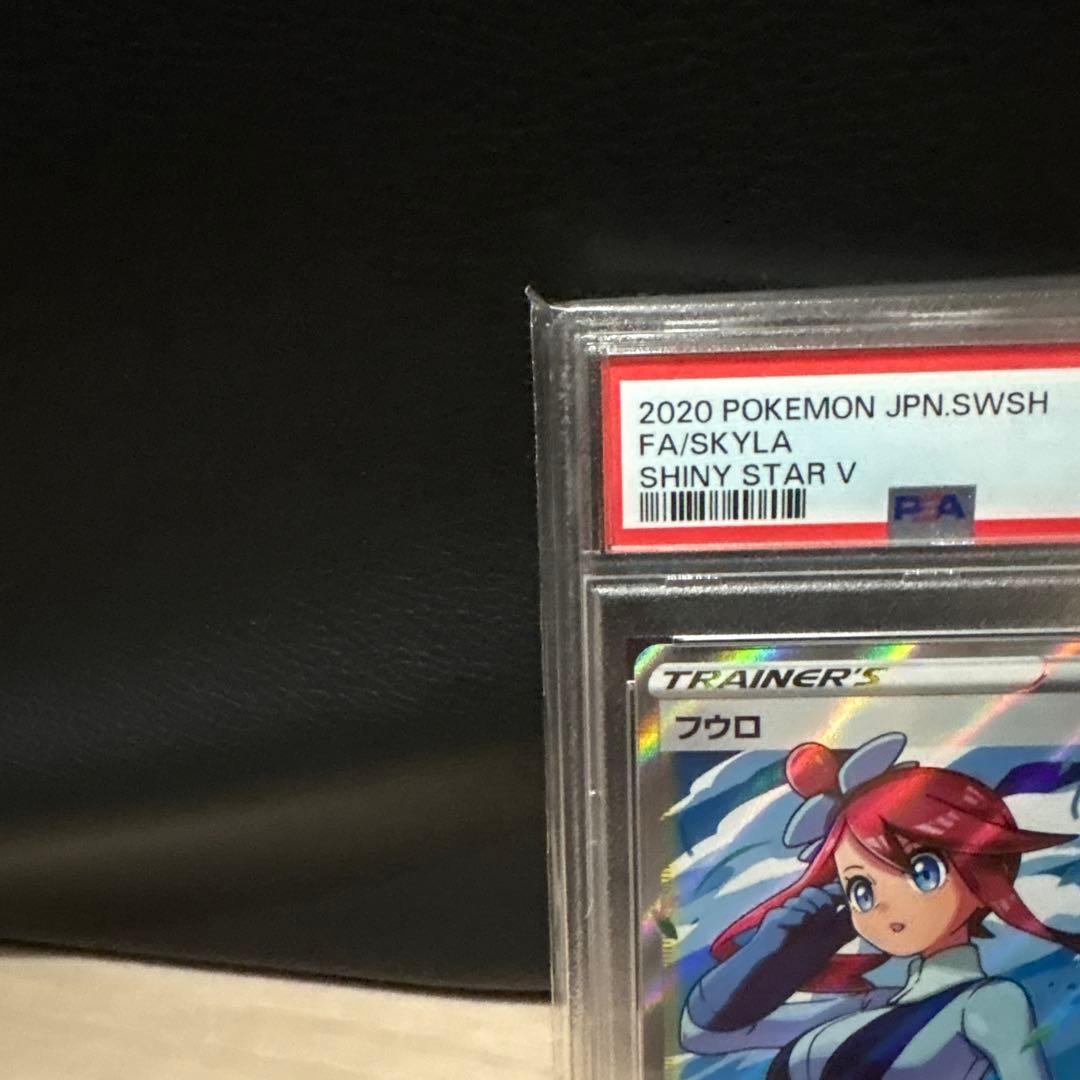 2020 POKEMON JPN.SWSH
FA/SKYLA
SHINY STAR V
PSA
TRAINER'S
フウロ